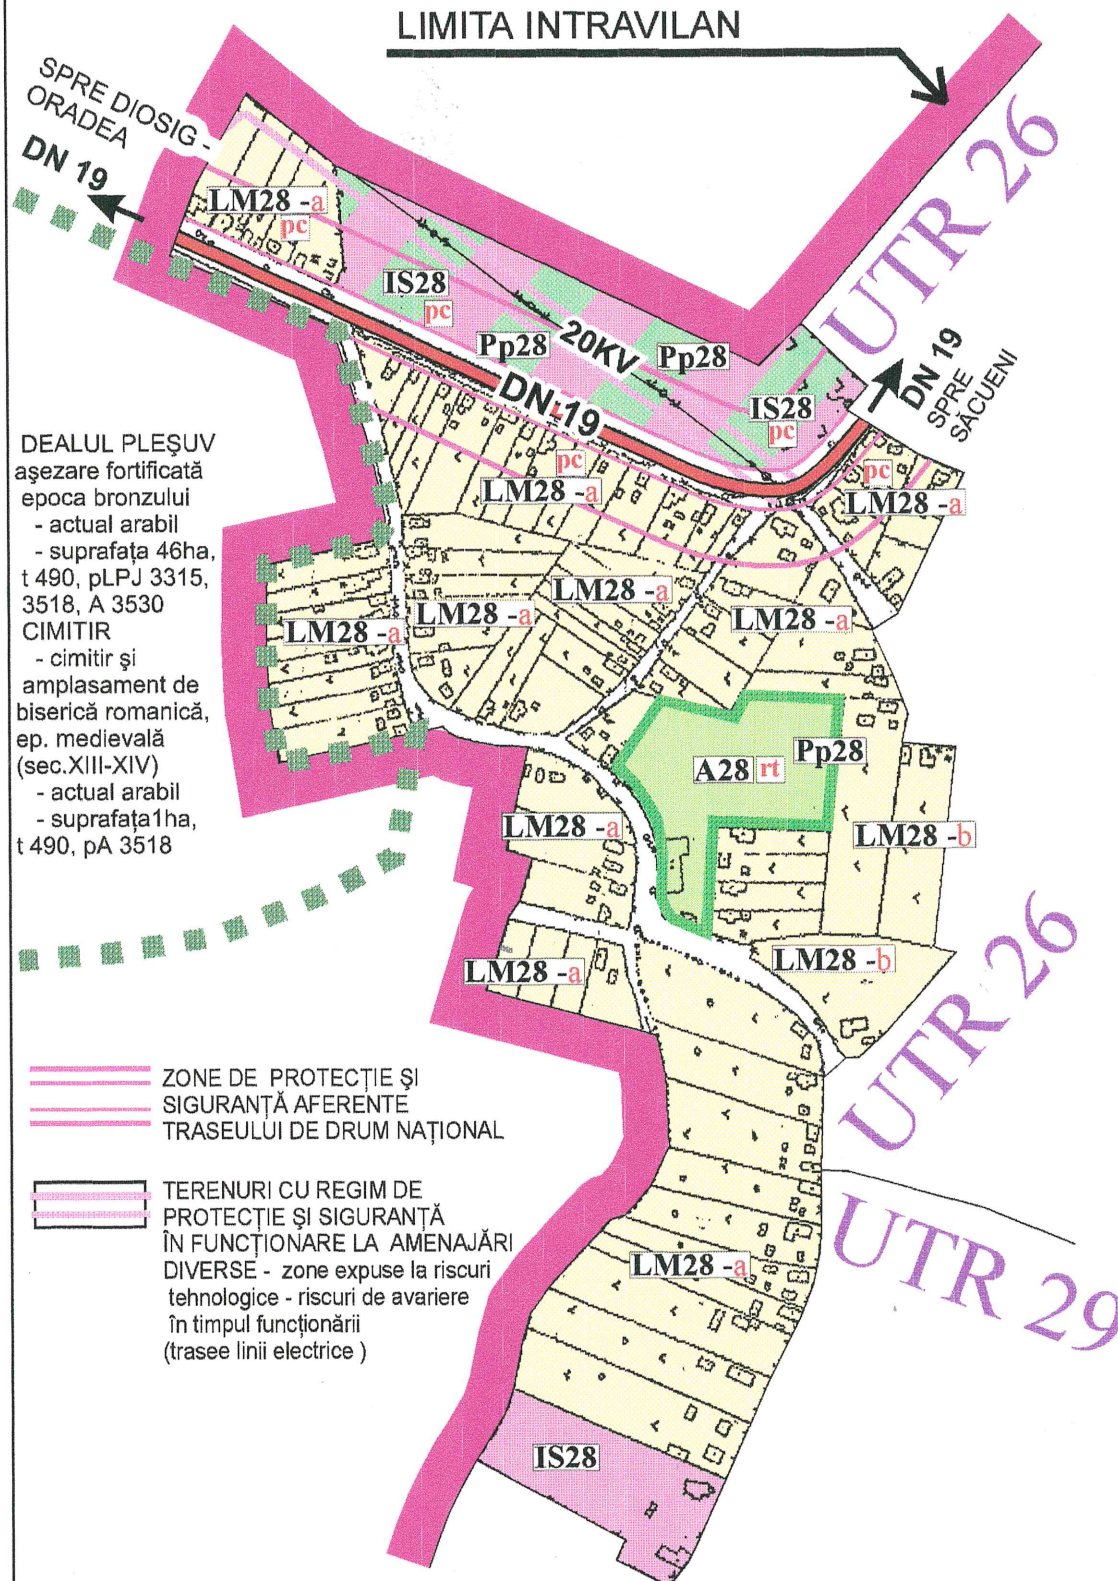 LIMITA INTRAVILAN
SPRE DIOSIG -
ORADEA
DN 19
UTR 26
LM28 -a
pc
IS28
pc
Pp28
20KV
Pp28
DN 19
IS28
pc
DN 19
SPRE
SĂCUENI
pc
LM28 -a
pc
LM28 -a
DEALUL PLEŞUV
aşezare fortificată
epoca bronzului
- actual arabil
- suprafaţa 46ha,
t 490, pLPJ 3315,
3518, A 3530
CIMITIR
- cimitir şi
amplasament de
biserică romanică,
ep. medievală
(sec.XIII-XIV)
- actual arabil
- suprafaţa1ha,
t 490, pA 3518
LM28 -a
LM28 -a
LM28 -a
LM28 -a
A28 rt
Pp28
LM28 -a
LM28 -b
LM28 -b
LM28 -a
UTR 26
ZONE DE PROTECŢIE ŞI
SIGURANŢĂ AFERENTE
TRASEULUI DE DRUM NAŢIONAL
TERENURI CU REGIM DE
PROTECŢIE ŞI SIGURANŢĂ
ÎN FUNCŢIONARE LA AMENAJĂRI
DIVERSE - zone expuse la riscuri
tehnologice - riscuri de avariere
în timpul funcţionării
(trasee linii electrice )
UTR 29
LM28 -a
IS28